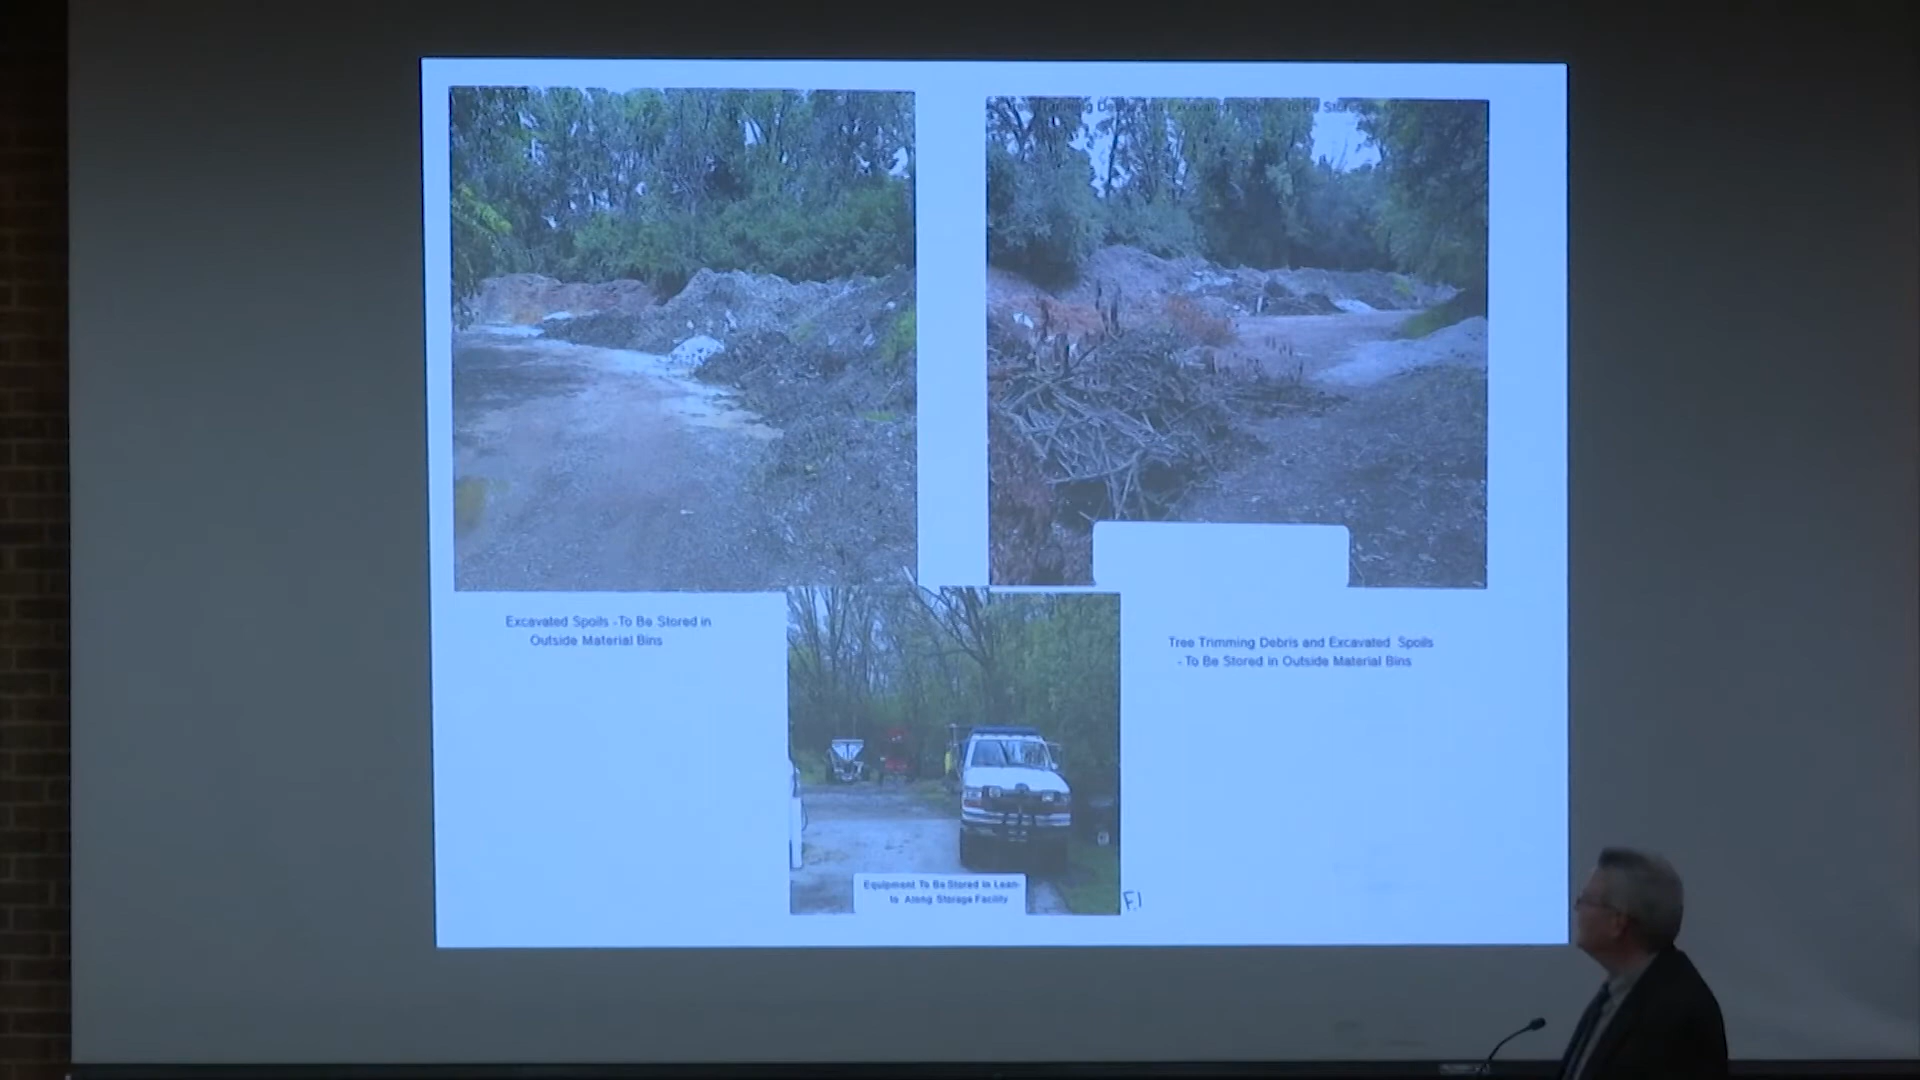 Tree Trimming Debris and Excavated Spoils - To Be Stored in
Excavated Spoils -To Be Stored in
Outside Material Bins
Tree Trimming Debris and Excavated Spoils
- To Be Stored in Outside Material Bins
Equipment To Be Stored In Lean-
to Along Storage Facility
F.1